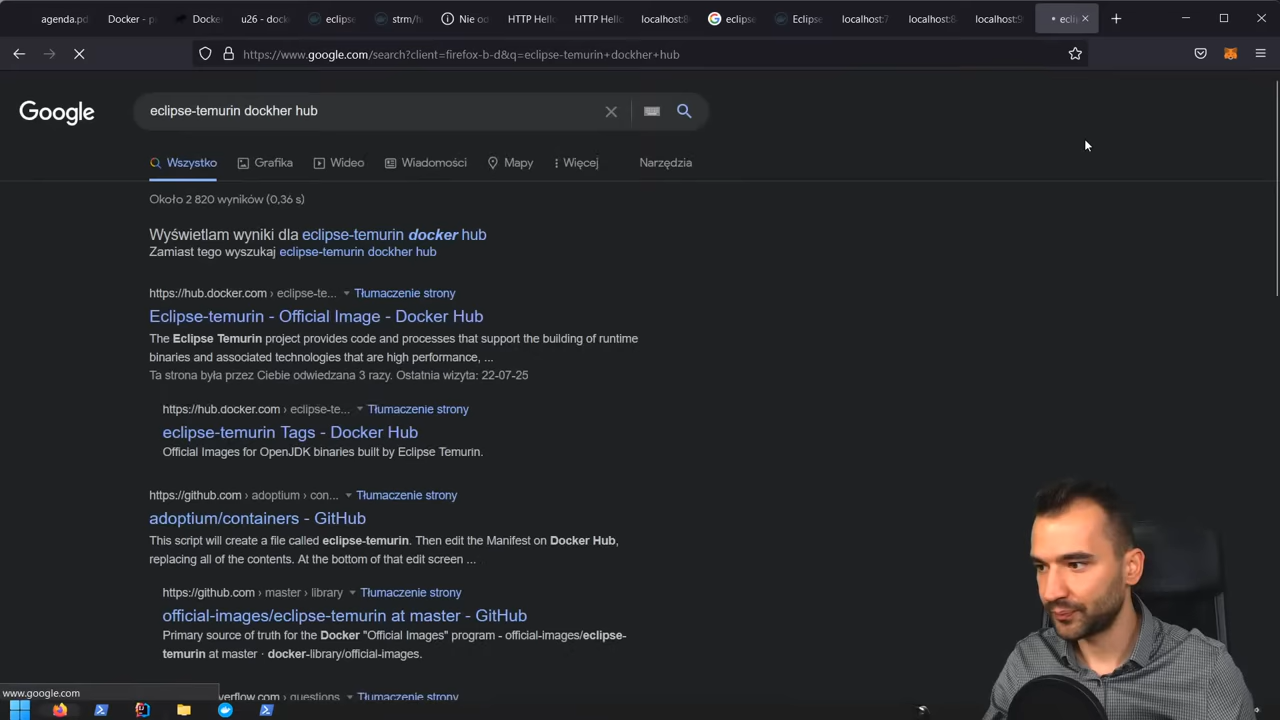 agenda.pd
Docker - p
Docke
u26 - dock
eclipse
strm/h
Nie od
HTTP Hello
HTTP Hello
localhost:8
eclipse
Eclipse
localhost:7
localhost:8
localhost:9
ecli
https://www.google.com/search?client=firefox-b-d&q=eclipse-temurin+dockher+hub
Google
eclipse-temurin dockher hub
Wszystko
Grafika
Wideo
Wiadomości
Mapy
Więcej
Narzędzia
Około 2 820 wyników (0,36 s)
Wyświetlam wyniki dla eclipse-temurin docker hub
Zamiast tego wyszukaj eclipse-temurin dockher hub
https://hub.docker.com › eclipse-te... Tłumaczenie strony
Eclipse-temurin - Official Image - Docker Hub
The Eclipse Temurin project provides code and processes that support the building of runtime
binaries and associated technologies that are high performance, ...
Ta strona była przez Ciebie odwiedzana 3 razy. Ostatnia wizyta: 22-07-25
https://hub.docker.com › eclipse-te... Tłumaczenie strony
eclipse-temurin Tags - Docker Hub
Official Images for OpenJDK binaries built by Eclipse Temurin.
https://github.com › adoptium › con... Tłumaczenie strony
adoptium/containers - GitHub
This script will create a file called eclipse-temurin. Then edit the Manifest on Docker Hub,
replacing all of the contents. At the bottom of that edit screen ...
https://github.com › master › library Tłumaczenie strony
official-images/eclipse-temurin at master - GitHub
Primary source of truth for the Docker "Official Images" program - official-images/eclipse-
temurin at master · docker-library/official-images.
verflow.com › questions Tłumaczenie strony
www.google.com